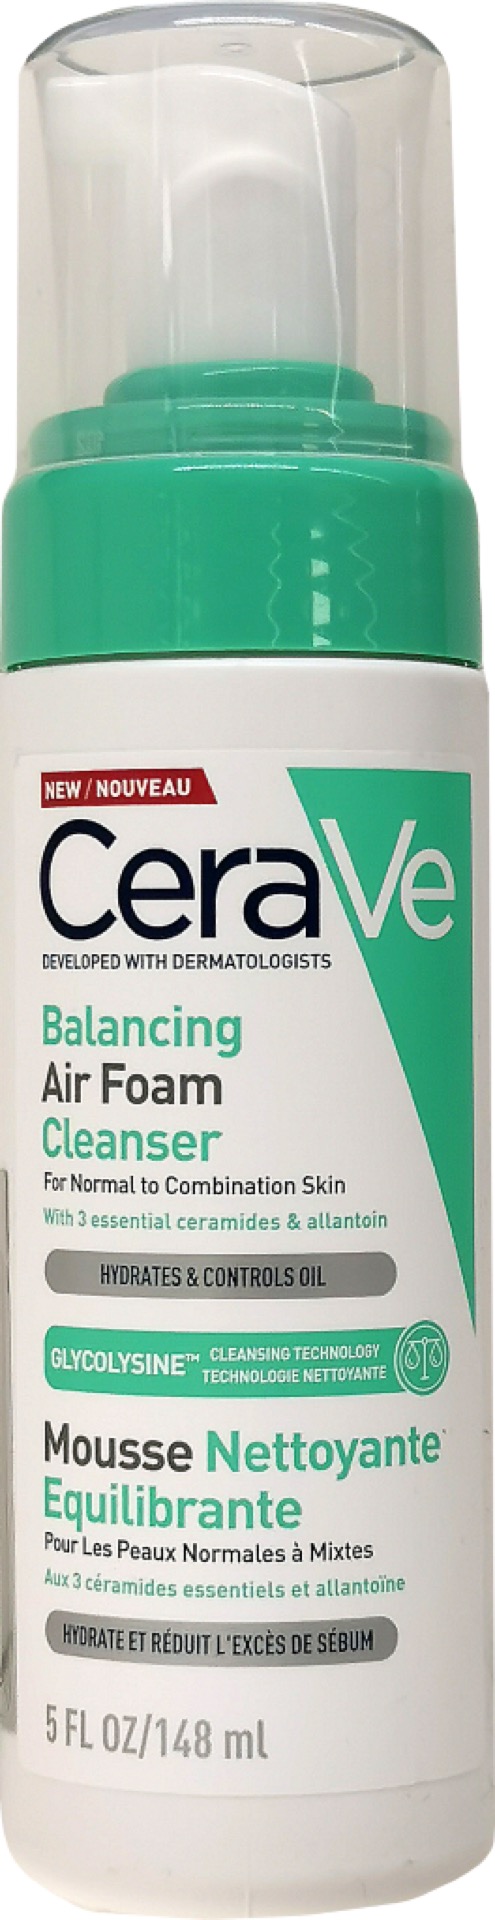 NEW / NOUVEAU
CeraVe
DEVELOPED WITH DERMATOLOGISTS
Balancing
Air Foam
Cleanser
For Normal to Combination Skin
With 3 essential ceramides & allantoin
HYDRATES & CONTROLS OIL
GLYCOLYSINE™ CLEANSING TECHNOLOGY
TECHNOLOGIE NETTOYANTE
Mousse Nettoyante
Equilibrante
Pour Les Peaux Normales à Mixtes
Aux 3 céramides essentiels et allantoïne
HYDRATE ET RÉDUIT L'EXCÈS DE SÉBUM
5 FL OZ/148 ml